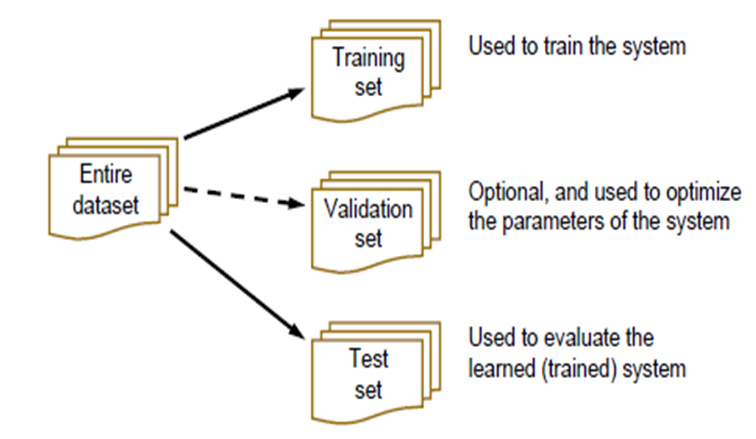 Training
set
Used to train the system
Entire
dataset
Validation
set
Optional, and used to optimize
the parameters of the system
Test
set
Used to evaluate the
learned (trained) system